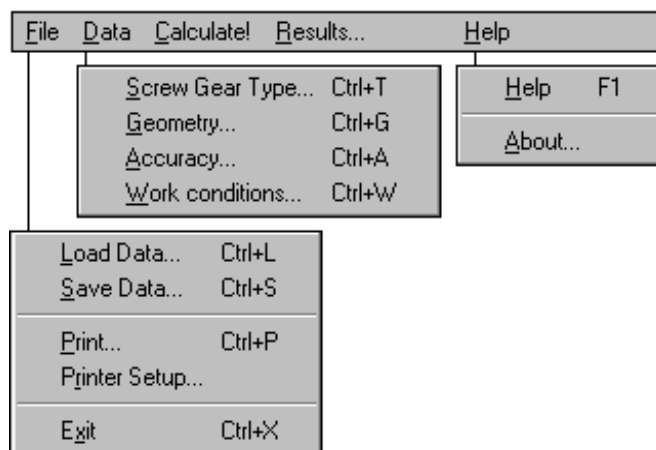 File Data Calculate! Results... Help
Screw Gear Type... Ctrl+T
Geometry... Ctrl+G
Accuracy... Ctrl+A
Work conditions... Ctrl+W
Help F1
About...
Load Data... Ctrl+L
Save Data... Ctrl+S
Print... Ctrl+P
Printer Setup...
Exit Ctrl+X